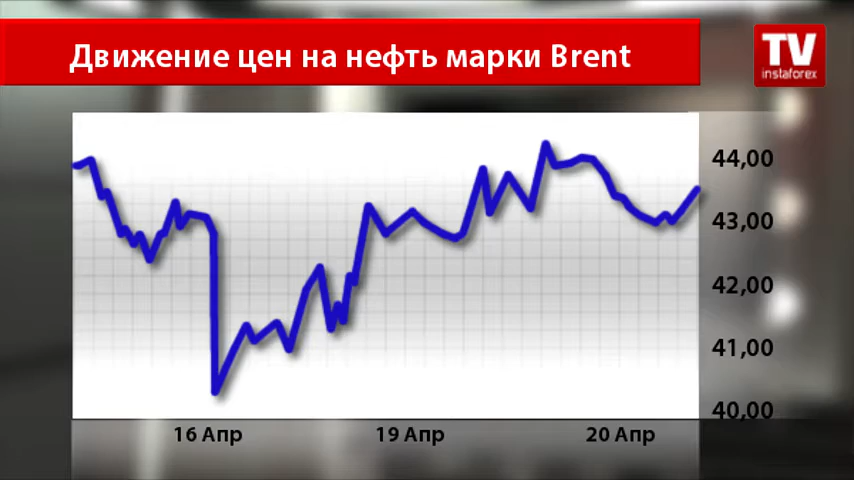 Движение цен на нефть марки Brent
TV
instaforex
44,00
43,00
42,00
41,00
40,00
16 Апр
19 Апр
20 Апр